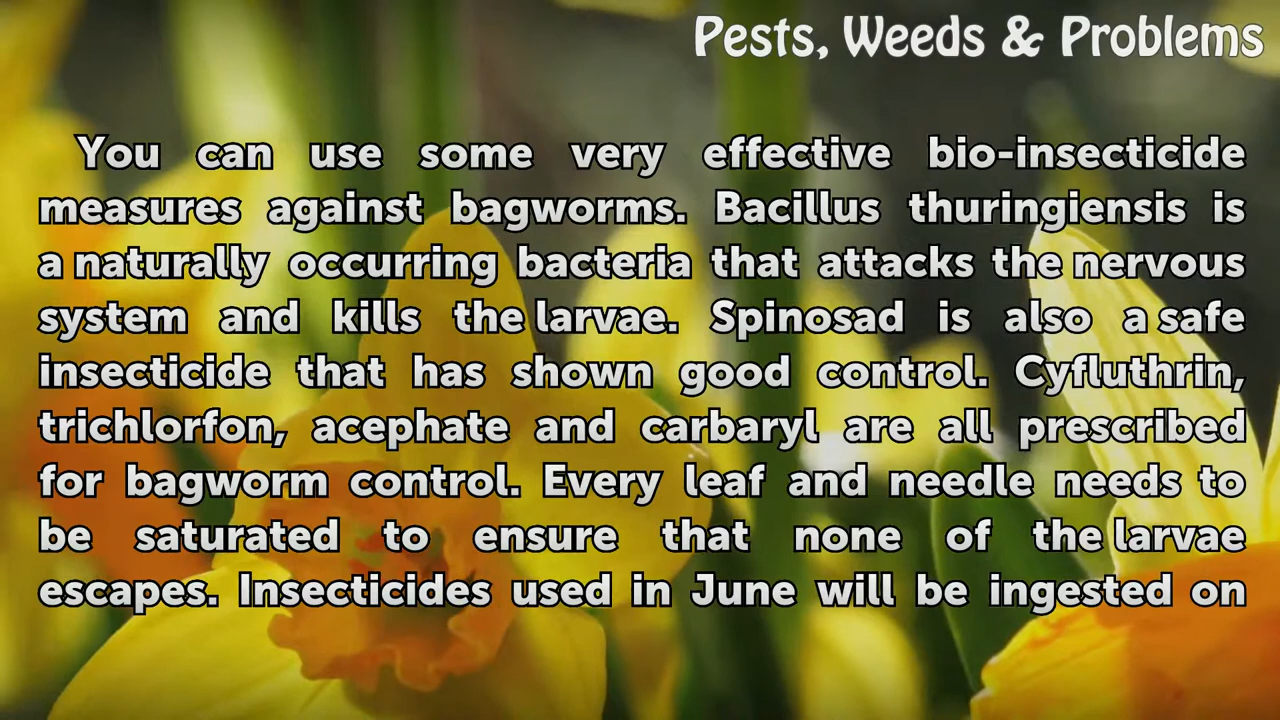 Pests, Weeds & Problems
You can use some very effective bio-insecticide
measures against bagworms. Bacillus thuringiensis is
a naturally occurring bacteria that attacks the nervous
system and kills the larvae. Spinosad is also a safe
insecticide that has shown good control. Cyfluthrin,
trichlorfon, acephate and carbaryl are all prescribed
for bagworm control. Every leaf and needle needs to
be saturated to ensure that none of the larvae
escapes. Insecticides used in June will be ingested on